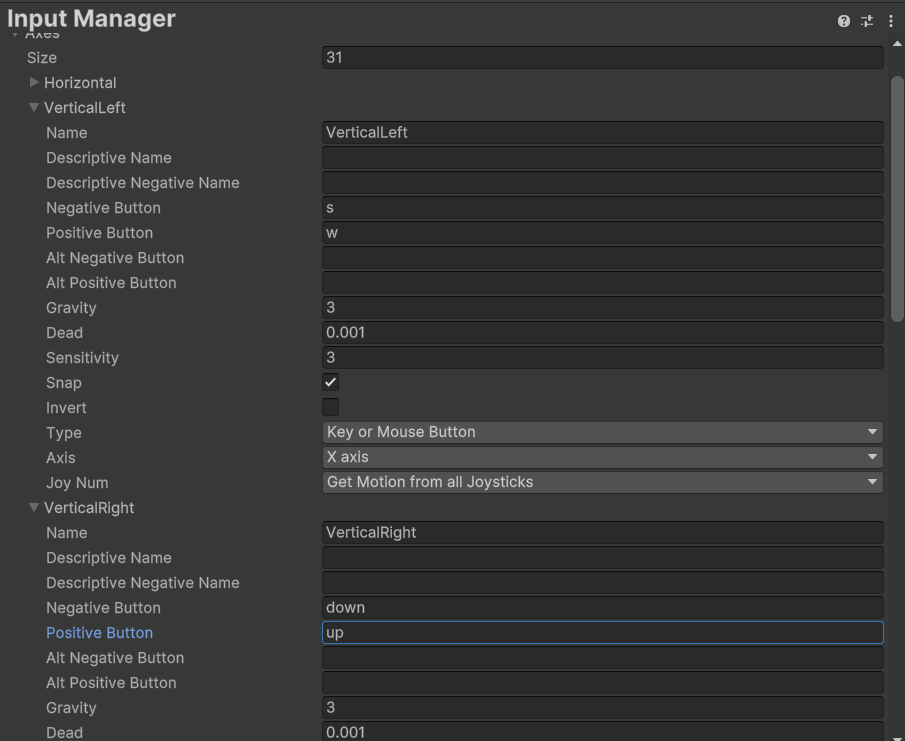 Input Manager
Axes
Size 31
Horizontal
VerticalLeft
Name VerticalLeft
Descriptive Name
Descriptive Negative Name
Negative Button s
Positive Button w
Alt Negative Button
Alt Positive Button
Gravity 3
Dead 0.001
Sensitivity 3
Snap
Invert
Type Key or Mouse Button
Axis X axis
Joy Num Get Motion from all Joysticks
VerticalRight
Name VerticalRight
Descriptive Name
Descriptive Negative Name
Negative Button down
Positive Button up
Alt Negative Button
Alt Positive Button
Gravity 3
Dead 0.001